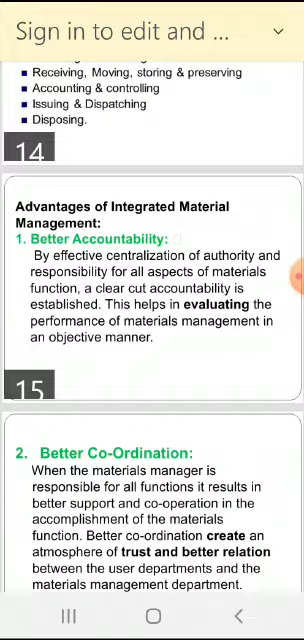 Sign in to edit and ...
■ Receiving, Moving, storing & preserving
■ Accounting & controlling
■ Issuing & Dispatching
■ Disposing.
14
Advantages of Integrated Material
Management:
1. Better Accountability:
By effective centralization of authority and
responsibility for all aspects of materials
function, a clear cut accountability is
established. This helps in evaluating the
performance of materials management in
an objective manner.
15
2. Better Co-Ordination:
When the materials manager is
responsible for all functions it results in
better support and co-operation in the
accomplishment of the materials
function. Better co-ordination create an
atmosphere of trust and better relation
between the user departments and the
materials management department.